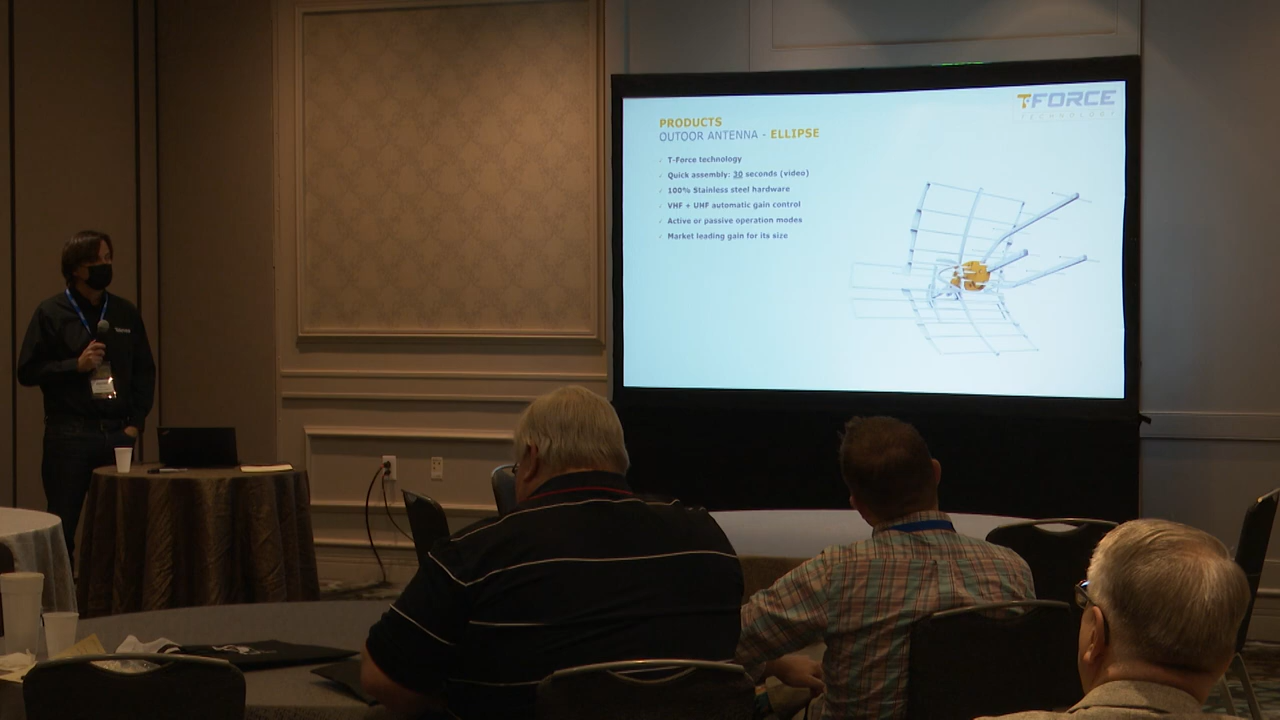 T-FORCE
TECHNOLOGY
PRODUCTS
OUTOOR ANTENNA - ELLIPSE
✓ T-Force technology
✓ Quick assembly: 30 seconds (video)
✓ 100% Stainless steel hardware
✓ VHF + UHF automatic gain control
✓ Active or passive operation modes
✓ Market leading gain for its size